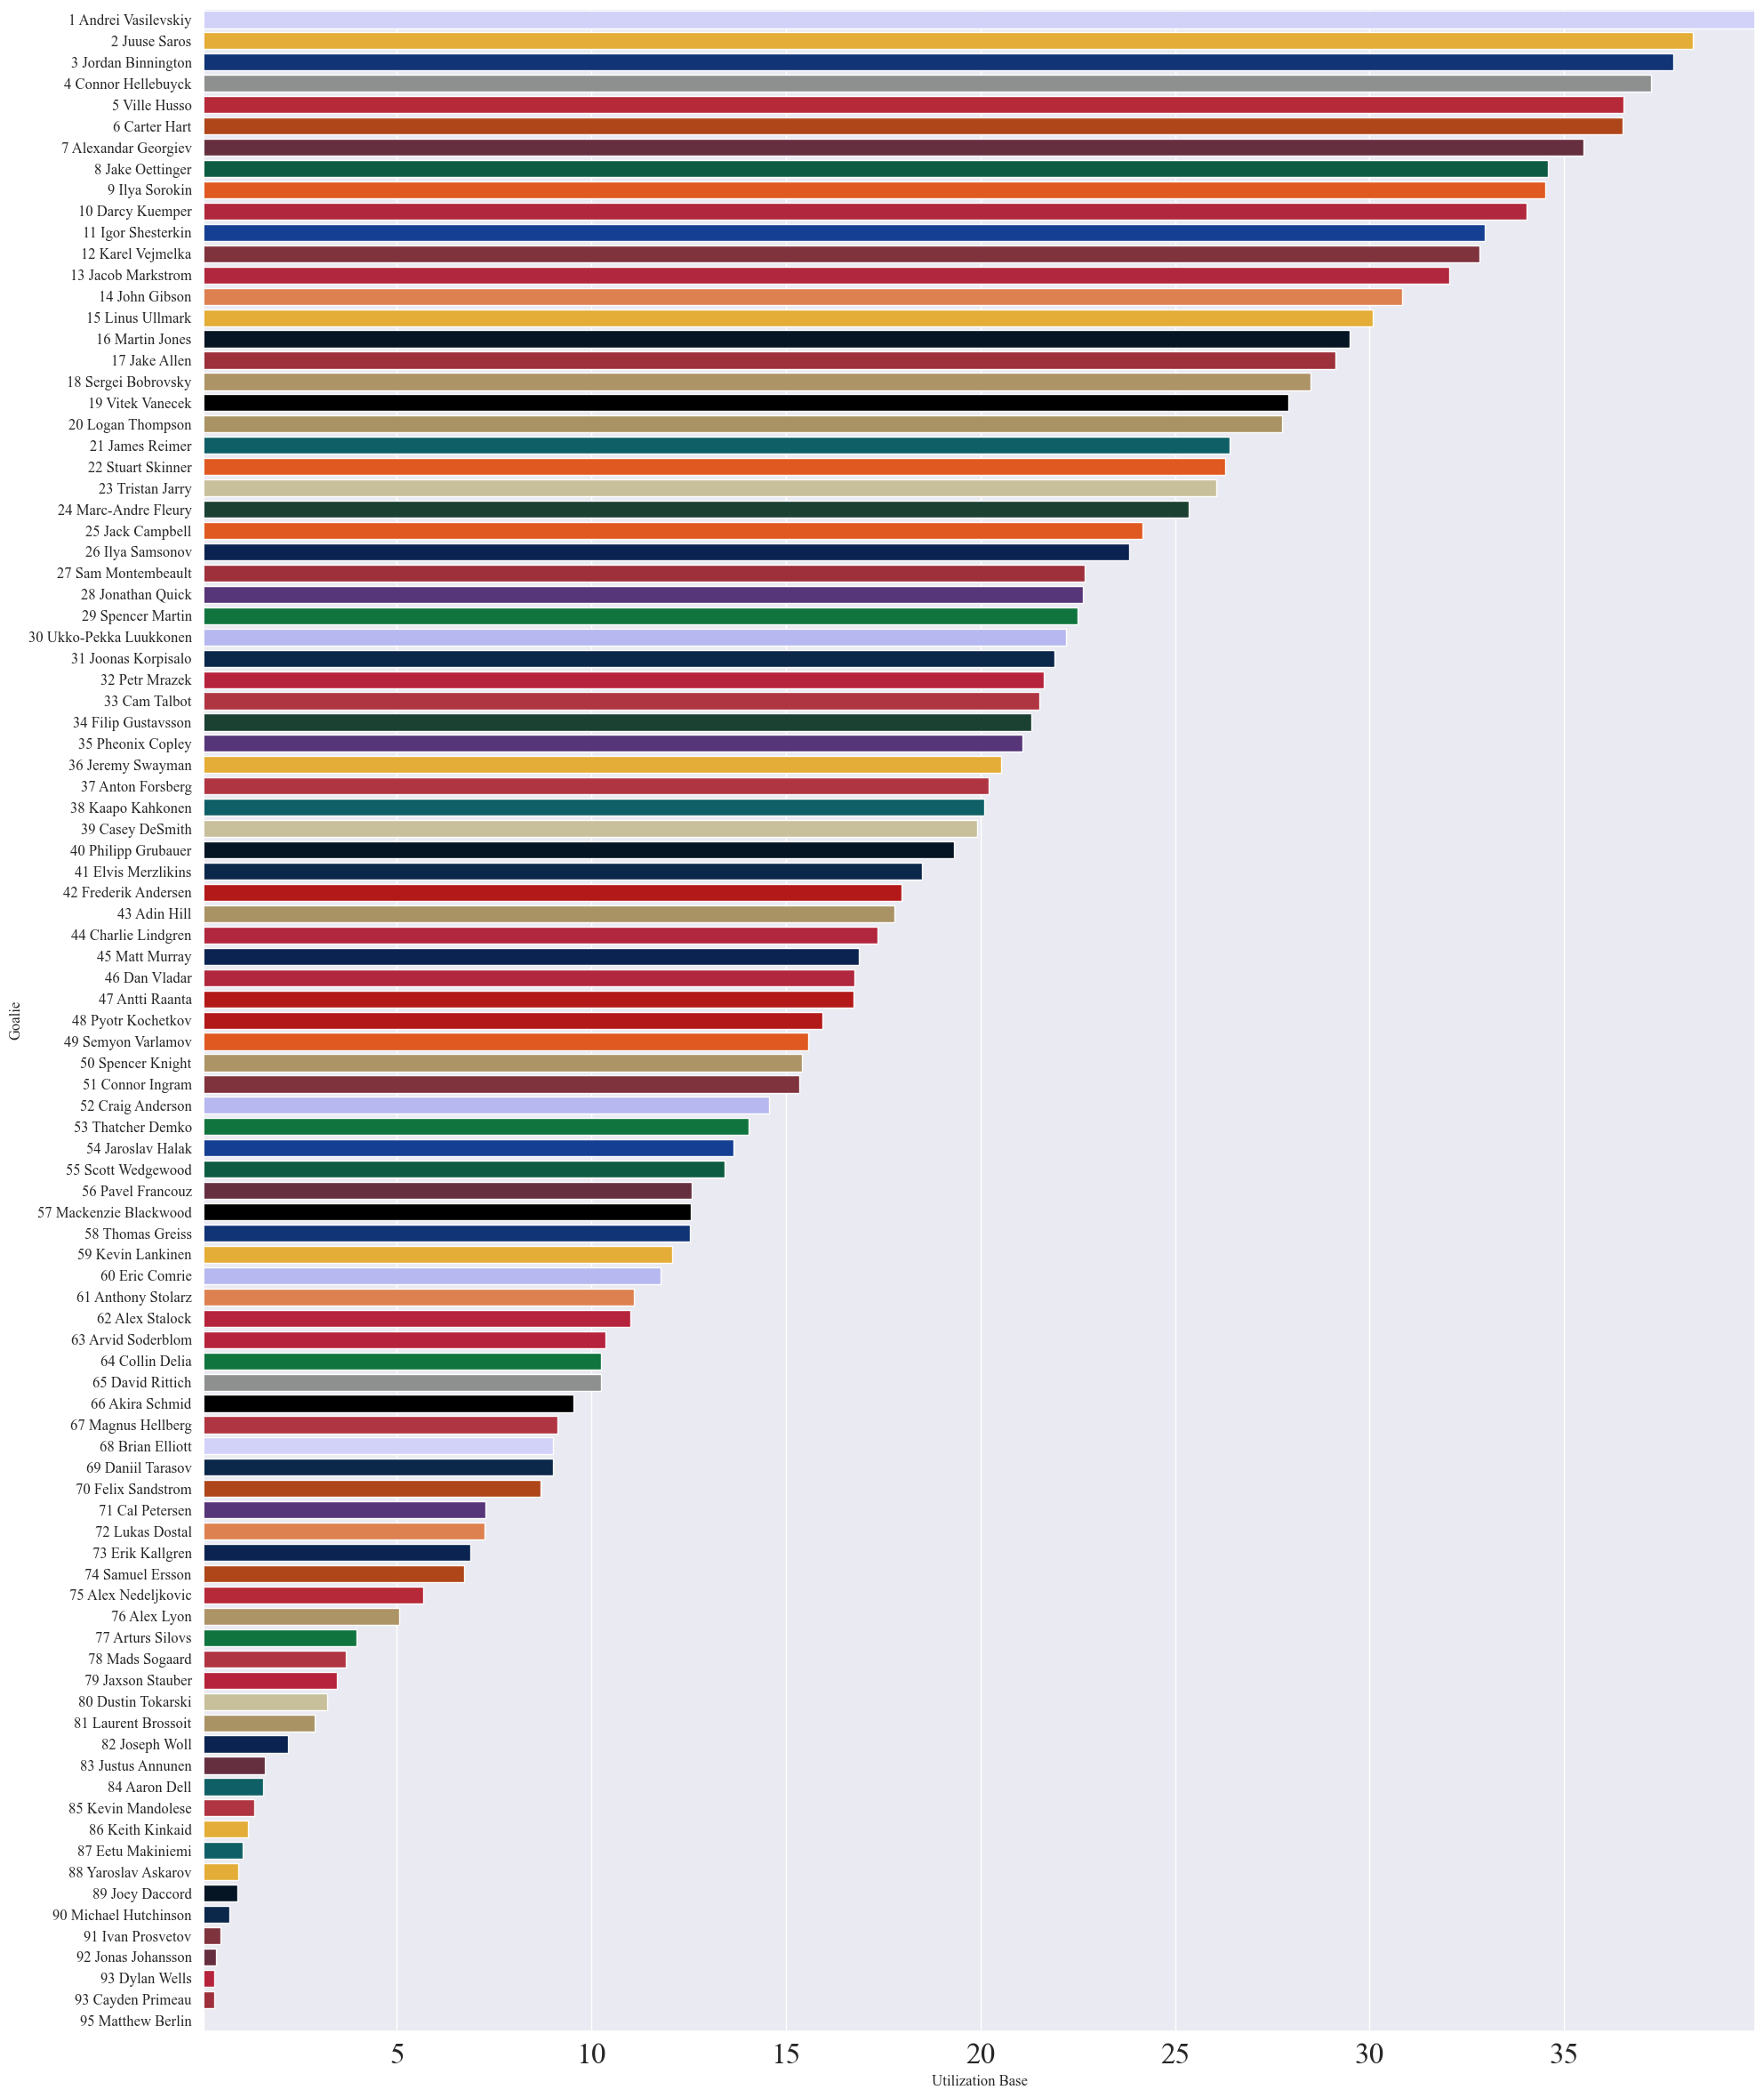 1 Andrei Vasilevskiy
2 Juuse Saros
3 Jordan Binnington
4 Connor Hellebuyck
5 Ville Husso
6 Carter Hart
7 Alexandar Georgiev
8 Jake Oettinger
9 Ilya Sorokin
10 Darcy Kuemper
11 Igor Shesterkin
12 Karel Vejmelka
13 Jacob Markstrom
14 John Gibson
15 Linus Ullmark
16 Martin Jones
17 Jake Allen
18 Sergei Bobrovsky
19 Vitek Vanecek
20 Logan Thompson
21 James Reimer
22 Stuart Skinner
23 Tristan Jarry
24 Marc-Andre Fleury
25 Jack Campbell
26 Ilya Samsonov
27 Sam Montembeault
28 Jonathan Quick
29 Spencer Martin
30 Ukko-Pekka Luukkonen
31 Joonas Korpisalo
32 Petr Mrazek
33 Cam Talbot
34 Filip Gustavsson
35 Pheonix Copley
36 Jeremy Swayman
37 Anton Forsberg
38 Kaapo Kahkonen
39 Casey DeSmith
40 Philipp Grubauer
41 Elvis Merzlikins
42 Frederik Andersen
43 Adin Hill
44 Charlie Lindgren
45 Matt Murray
46 Dan Vladar
47 Antti Raanta
48 Pyotr Kochetkov
49 Semyon Varlamov
50 Spencer Knight
51 Connor Ingram
52 Craig Anderson
53 Thatcher Demko
54 Jaroslav Halak
55 Scott Wedgewood
56 Pavel Francouz
57 Mackenzie Blackwood
58 Thomas Greiss
59 Kevin Lankinen
60 Eric Comrie
61 Anthony Stolarz
62 Alex Stalock
63 Arvid Soderblom
64 Collin Delia
65 David Rittich
66 Akira Schmid
67 Magnus Hellberg
68 Brian Elliott
69 Daniil Tarasov
70 Felix Sandstrom
71 Cal Petersen
72 Lukas Dostal
73 Erik Kallgren
74 Samuel Ersson
75 Alex Nedeljkovic
76 Alex Lyon
77 Arturs Silovs
78 Mads Sogaard
79 Jaxson Stauber
80 Dustin Tokarski
81 Laurent Brossoit
82 Joseph Woll
83 Justus Annunen
84 Aaron Dell
85 Kevin Mandolese
86 Keith Kinkaid
87 Eetu Makiniemi
88 Yaroslav Askarov
89 Joey Daccord
90 Michael Hutchinson
91 Ivan Prosvetov
92 Jonas Johansson
93 Dylan Wells
93 Cayden Primeau
95 Matthew Berlin
Goalie
5 10 15 20 25 30 35
Utilization Base